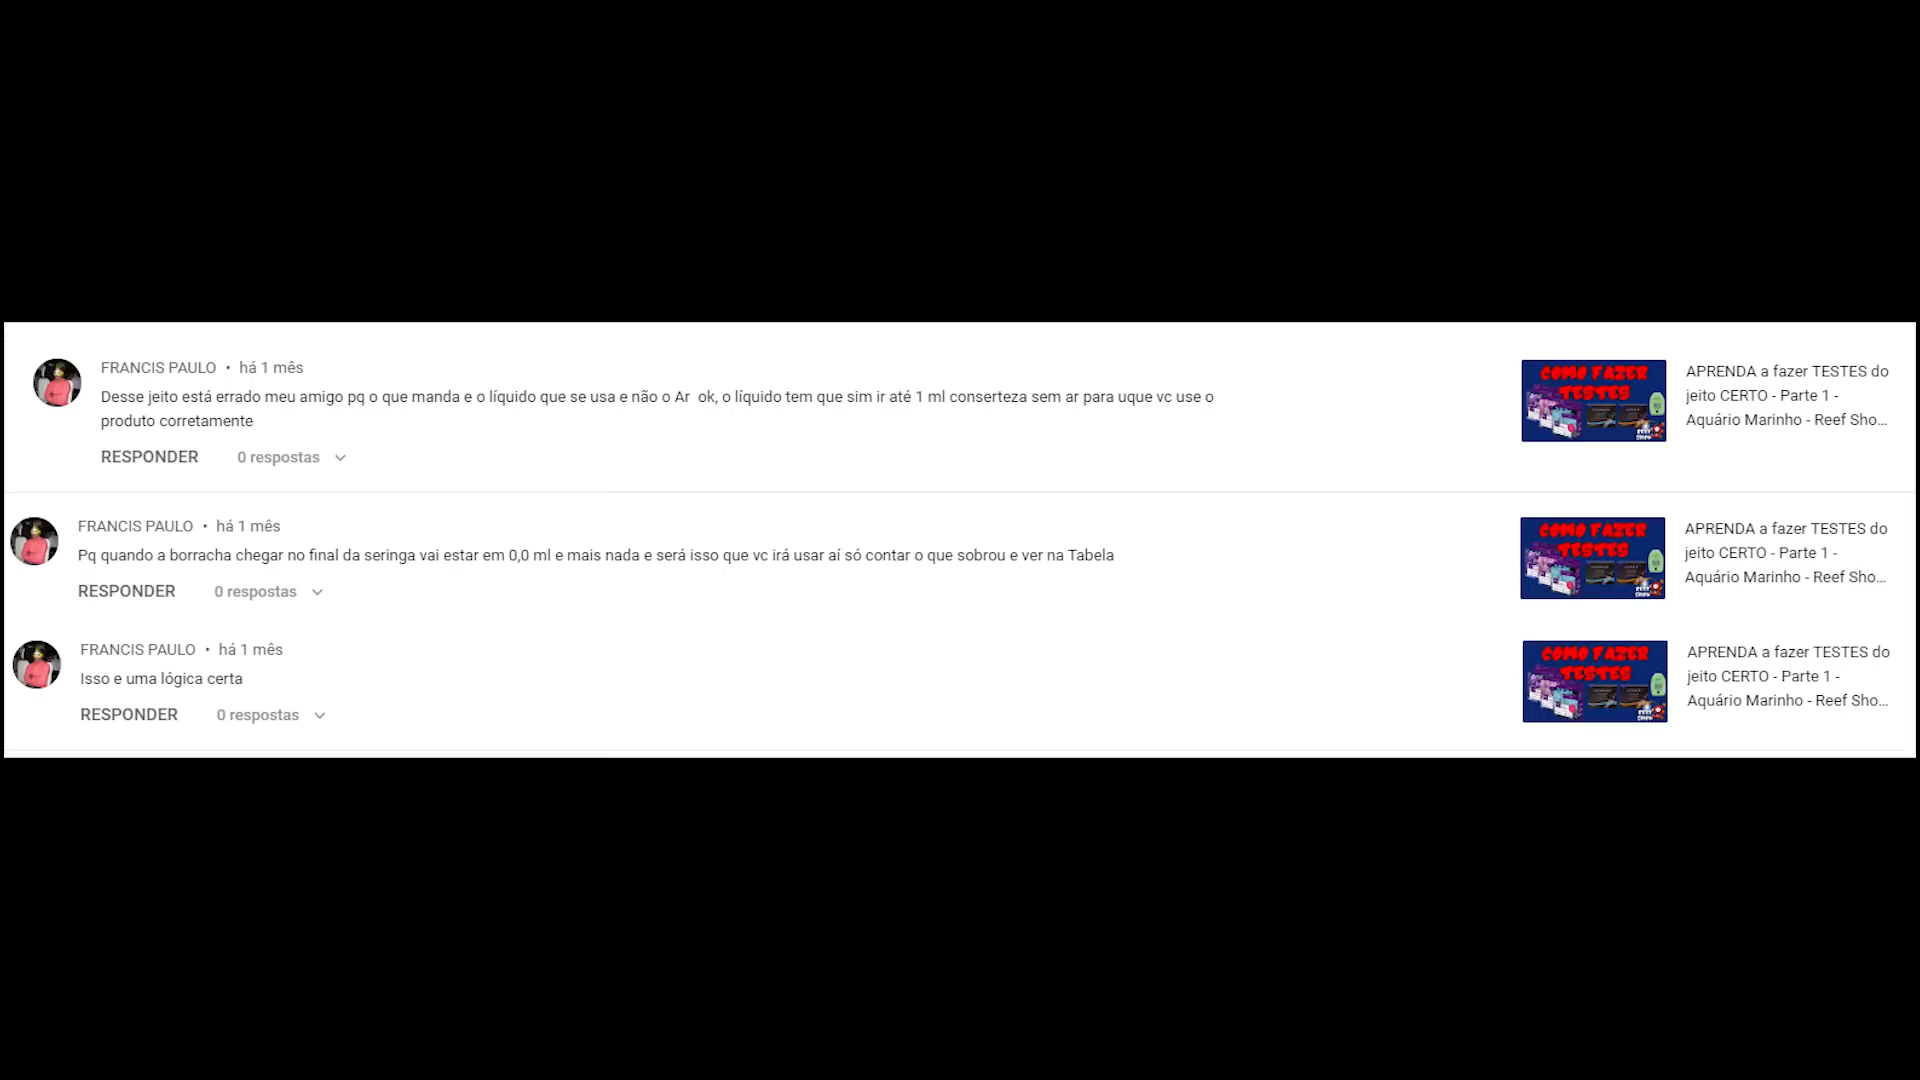 FRANCIS PAULO • há 1 mês
Desse jeito está errado meu amigo pq o que manda e o líquido que se usa e não o Ar  ok, o líquido tem que sim ir até 1 ml conserteza sem ar para uque vc use o
produto corretamente
RESPONDER 0 respostas
COMO FAZER
TESTES
REEF
SHOW
APRENDA a fazer TESTES do
jeito CERTO - Parte 1 -
Aquário Marinho - Reef Sho...
FRANCIS PAULO • há 1 mês
Pq quando a borracha chegar no final da seringa vai estar em 0,0 ml e mais nada e será isso que vc irá usar aí só contar o que sobrou e ver na Tabela
RESPONDER 0 respostas
COMO FAZER
TESTES
REEF
SHOW
APRENDA a fazer TESTES do
jeito CERTO - Parte 1 -
Aquário Marinho - Reef Sho...
FRANCIS PAULO • há 1 mês
Isso e uma lógica certa
RESPONDER 0 respostas
COMO FAZER
TESTES
REEF
SHOW
APRENDA a fazer TESTES do
jeito CERTO - Parte 1 -
Aquário Marinho - Reef Sho...